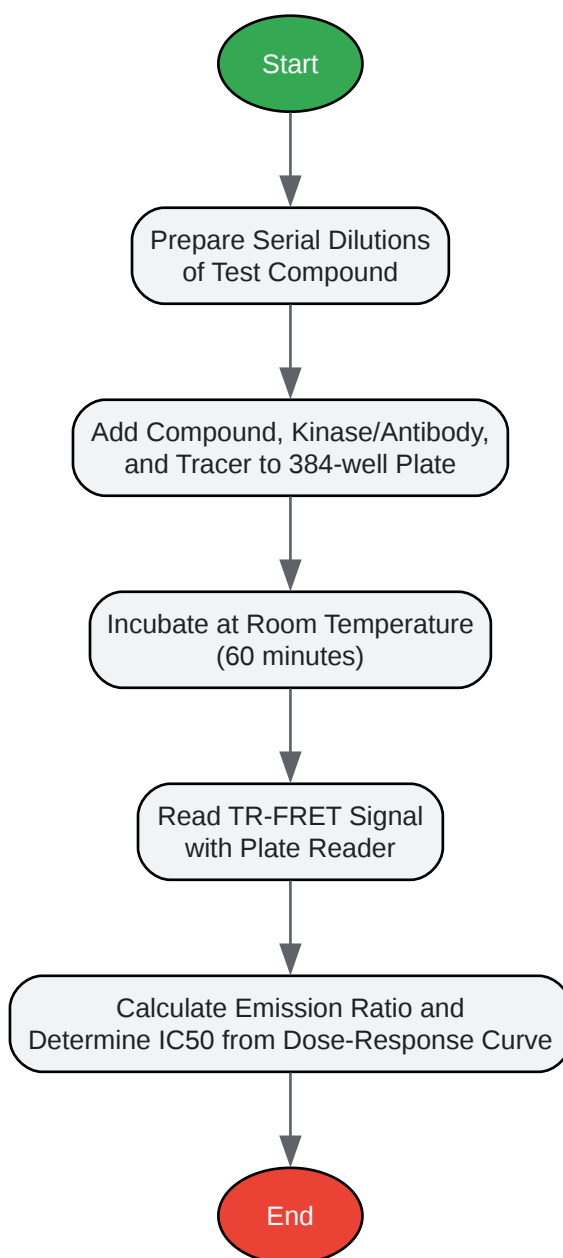 Start
Prepare Serial Dilutions
of Test Compound
Add Compound, Kinase/Antibody,
and Tracer to 384-well Plate
Incubate at Room Temperature
(60 minutes)
Read TR-FRET Signal
with Plate Reader
Calculate Emission Ratio and
Determine IC50 from Dose-Response Curve
End